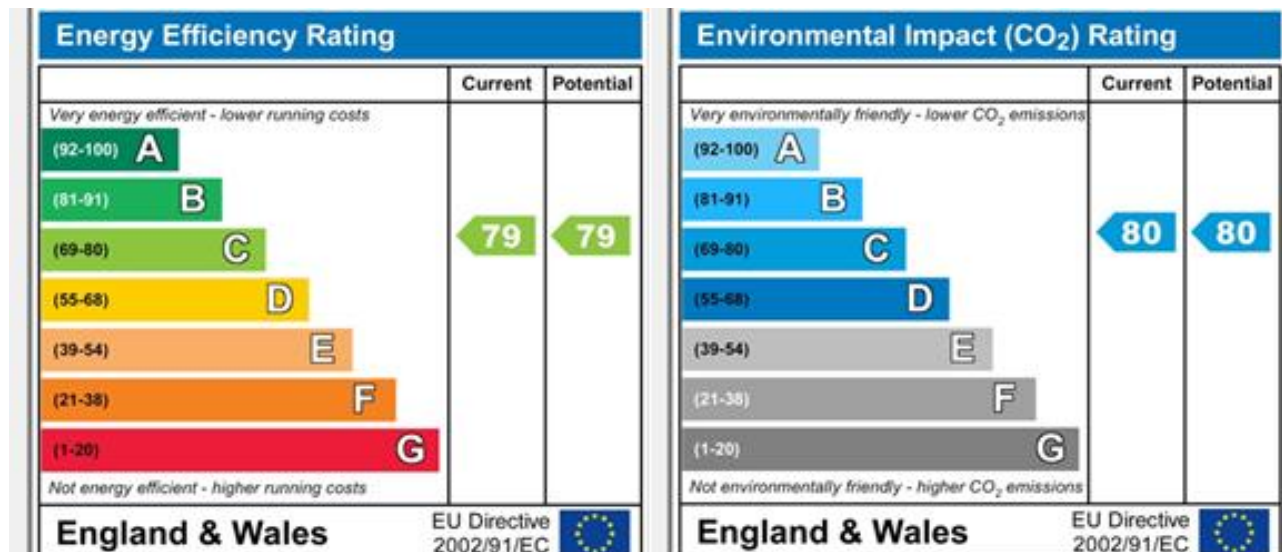 Energy Efficiency Rating
Current Potential
Very energy efficient - lower running costs
(92-100) A
(81-91) B
(69-80) C
79 79
(55-68) D
(39-54) E
(21-38) F
(1-20) G
Not energy efficient - higher running costs
England & Wales
EU Directive
2002/91/EC
Environmental Impact (CO₂) Rating
Current Potential
Very environmentally friendly - lower CO₂ emissions
(92-100) A
(81-91) B
(69-80) C
80 80
(55-68) D
(39-54) E
(21-38) F
(1-20) G
Not environmentally friendly - higher CO₂ emissions
England & Wales
EU Directive
2002/91/EC